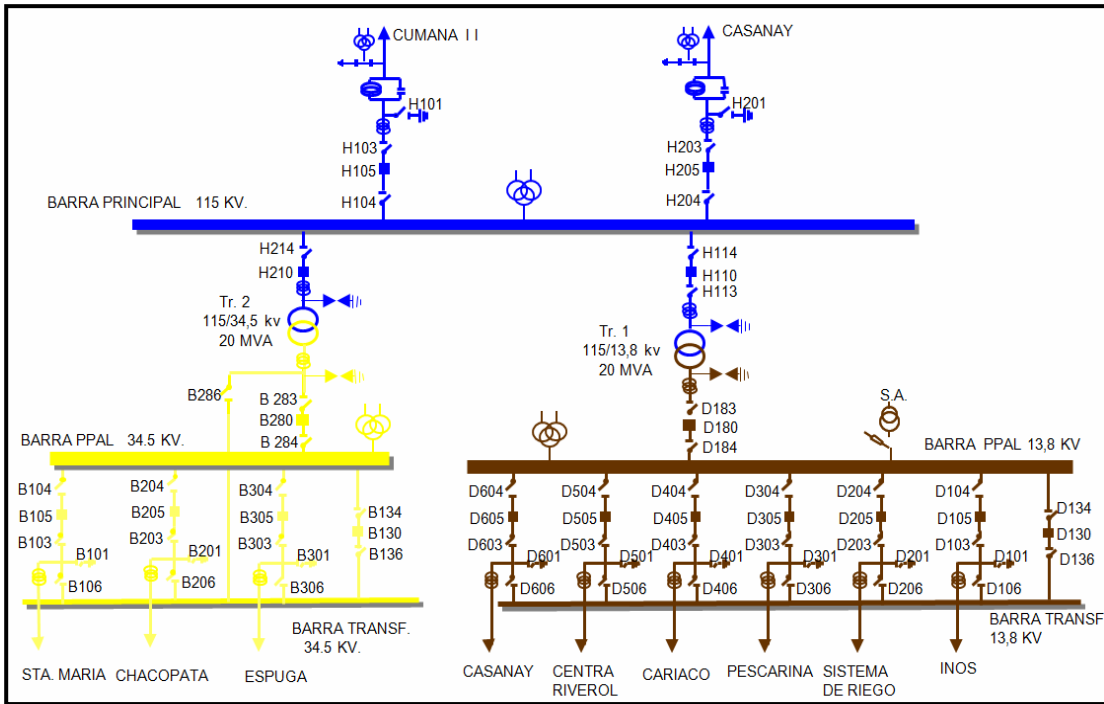 CUMANA I I
CASANAY
H101
H201
H103
H105
H104
H203
H205
H204
BARRA PRINCIPAL 115 KV.
H214
H210
H114
H110
H113
Tr. 2
115/34,5 kv
20 MVA
Tr. 1
115/13,8 kv
20 MVA
B286
B 283
B280
B 284
D183
D180
D184
S.A.
BARRA PPAL 34.5 KV.
BARRA PPAL 13,8 KV
B104
B105
B103
B101
B106
B204
B205
B203
B201
B206
B304
B305
B303
B301
B306
B134
B130
B136
D604
D605
D603
D601
D606
D504
D505
D503
D501
D506
D404
D405
D403
D401
D406
D304
D305
D303
D301
D306
D204
D205
D203
D201
D206
D104
D105
D103
D101
D106
D134
D130
D136
BARRA TRANSF.
34.5 KV.
BARRA TRANSF
13,8 KV
STA. MARIA
CHACOPATA
ESPUGA
CASANAY
CENTRA
RIVEROL
CARIACO
PESCARINA
SISTEMA
DE RIEGO
INOS